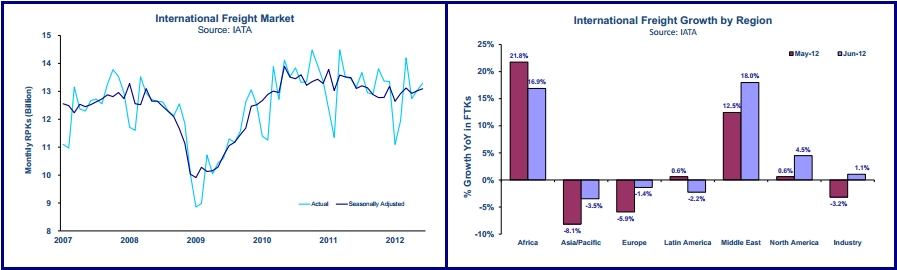 International Freight Market
Source: IATA
Monthly RPKs (Billion)
15
14
13
12
11
10
9
8
Actual
Seasonally Adjusted
2007
2008
2009
2010
2011
2012
International Freight Growth by Region
Source: IATA
May-12
Jun-12
% Growth YoY in FTKs
25%
20%
15%
10%
5%
0%
-5%
-10%
21.8%
16.9%
-8.1%
-3.5%
-5.9%
-1.4%
0.6%
-2.2%
12.5%
18.0%
0.6%
4.5%
-3.2%
1.1%
Africa
Asia/Pacific
Europe
Latin America
Middle East
North America
Industry